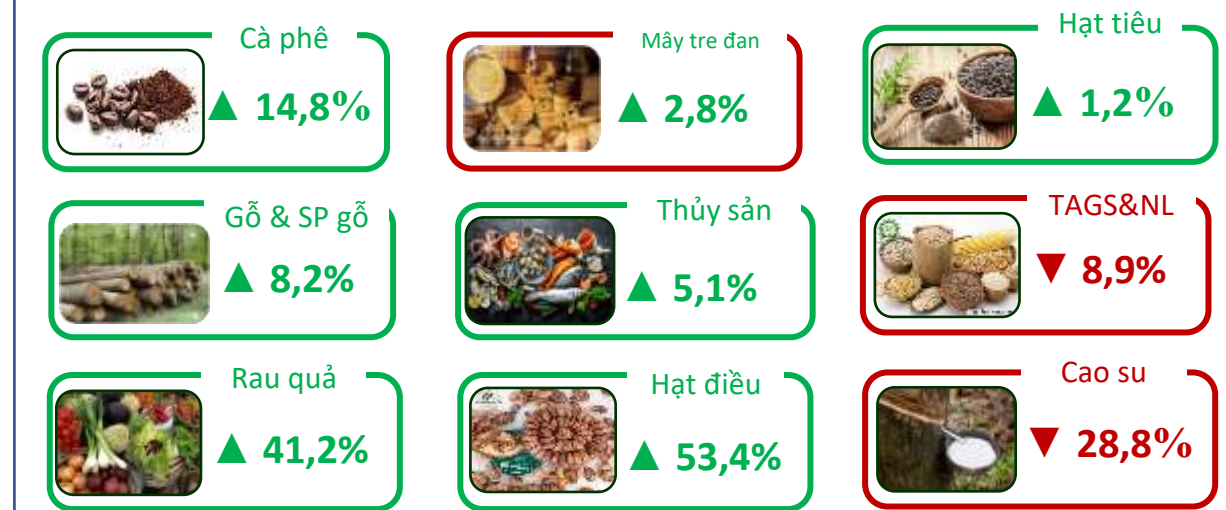 Cà phê
▲ 14,8%
Mây tre đan
▲ 2,8%
Hạt tiêu
▲ 1,2%
Gỗ & SP gỗ
▲ 8,2%
Thủy sản
▲ 5,1%
TAGS&NL
▼ 8,9%
Rau quả
▲ 41,2%
Hạt điều
▲ 53,4%
Cao su
▼ 28,8%